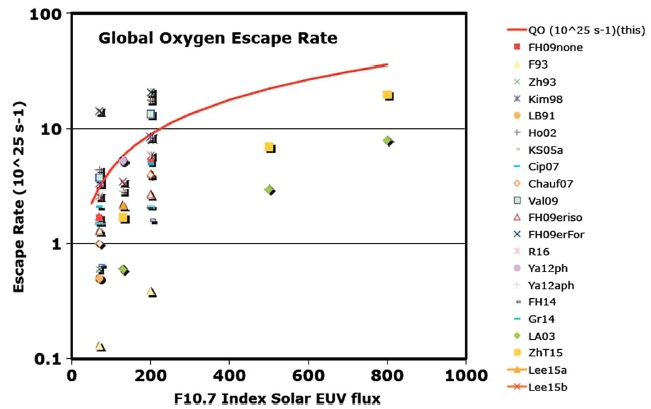 100
Global Oxygen Escape Rate
10
1
0.1
Escape Rate (10^25 s-1)
0
200
400
600
800
1000
F10.7 Index Solar EUV flux
QO (10^25 s-1)(this)
FH09none
F93
Zh93
Kim98
LB91
Ho02
KS05a
Cip07
Chauf07
Val09
FH09eriso
FH09erFor
R16
Ya12ph
Ya12aph
FH14
Gr14
LA03
ZhT15
Lee15a
Lee15b